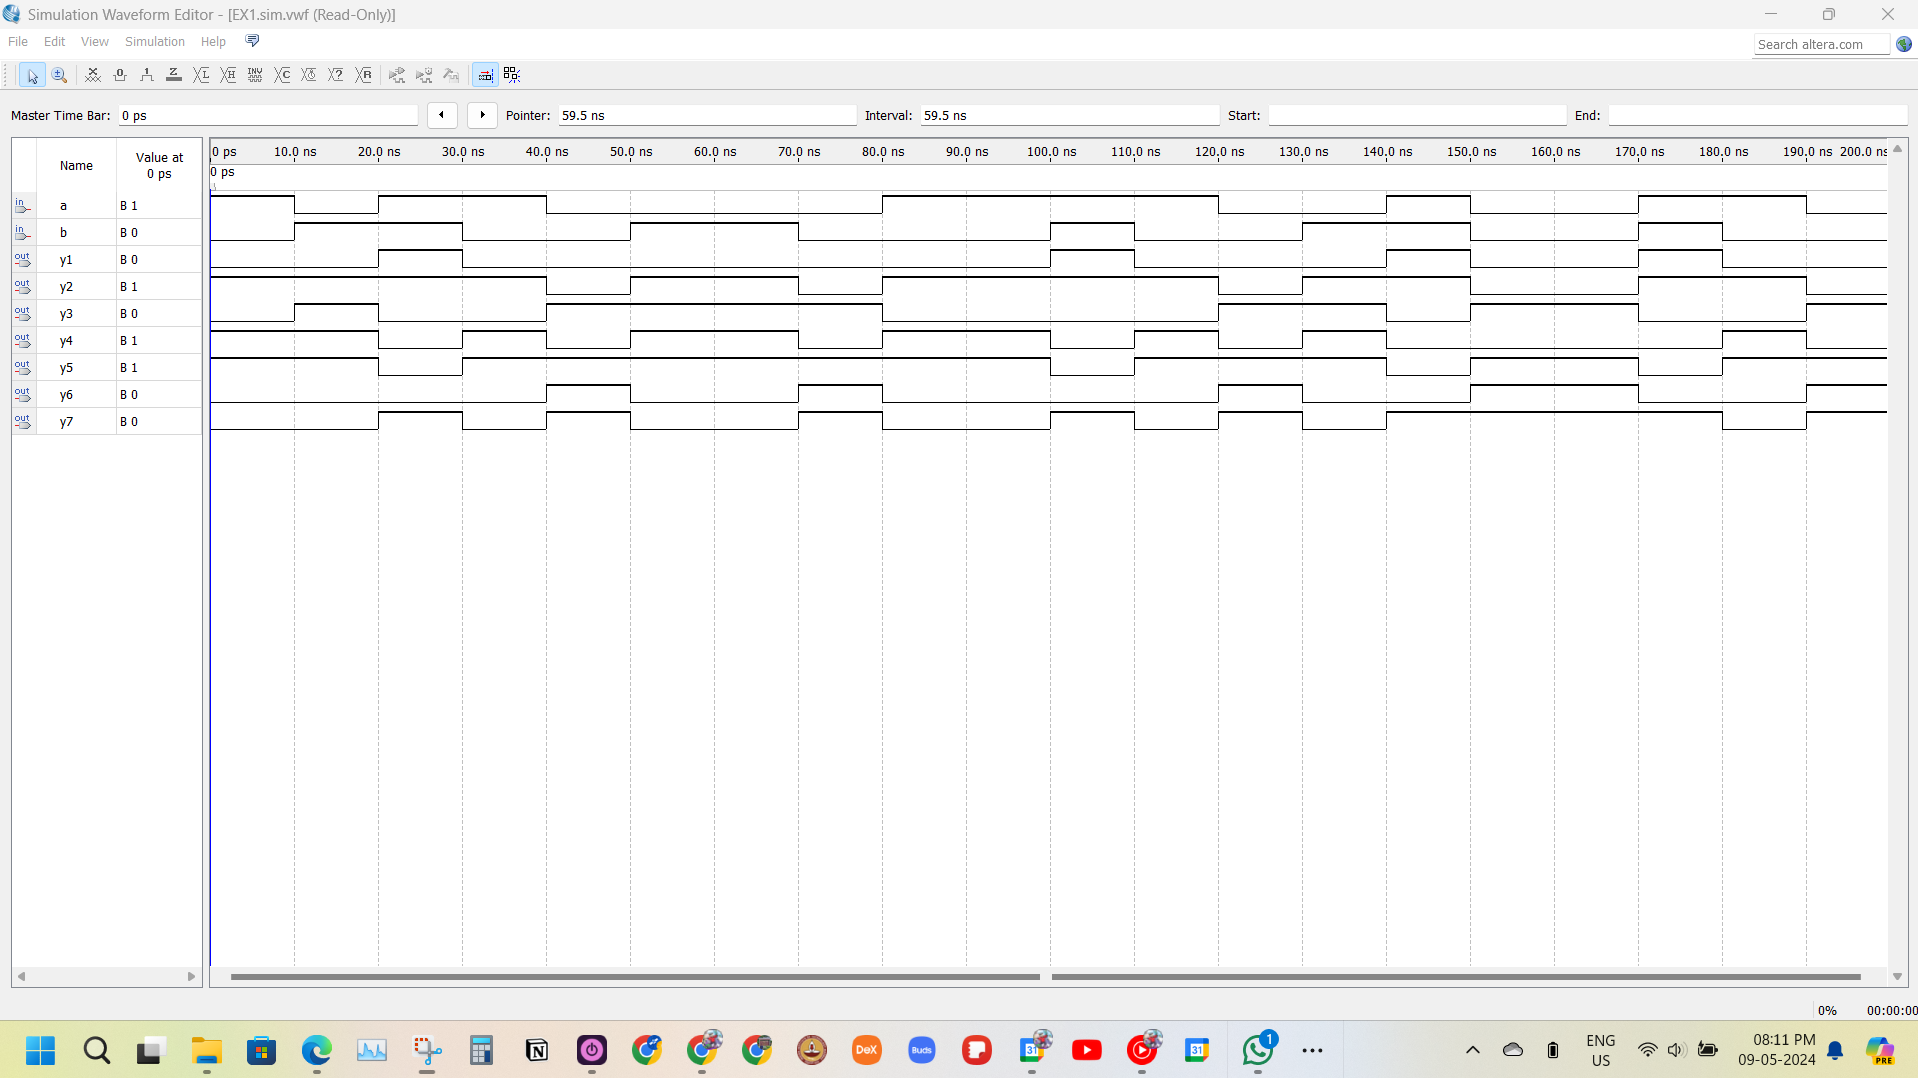 Simulation Waveform Editor - [EX1.sim.vwf (Read-Only)]
File Edit View Simulation Help
Search altera.com
Master Time Bar: 0 ps Pointer: 59.5 ns Interval: 59.5 ns Start: End:
Name Value at 0 ps
0 ps 10.0 ns 20.0 ns 30.0 ns 40.0 ns 50.0 ns 60.0 ns 70.0 ns 80.0 ns 90.0 ns 100.0 ns 110.0 ns 120.0 ns 130.0 ns 140.0 ns 150.0 ns 160.0 ns 170.0 ns 180.0 ns 190.0 ns 200.0 ns
0 ps
in a B 1
in b B 0
out y1 B 0
out y2 B 1
out y3 B 0
out y4 B 1
out y5 B 1
out y6 B 0
out y7 B 0
0% 00:00:00
DeX Buds 31 31 1
ENG
US
08:11 PM
09-05-2024
PRE